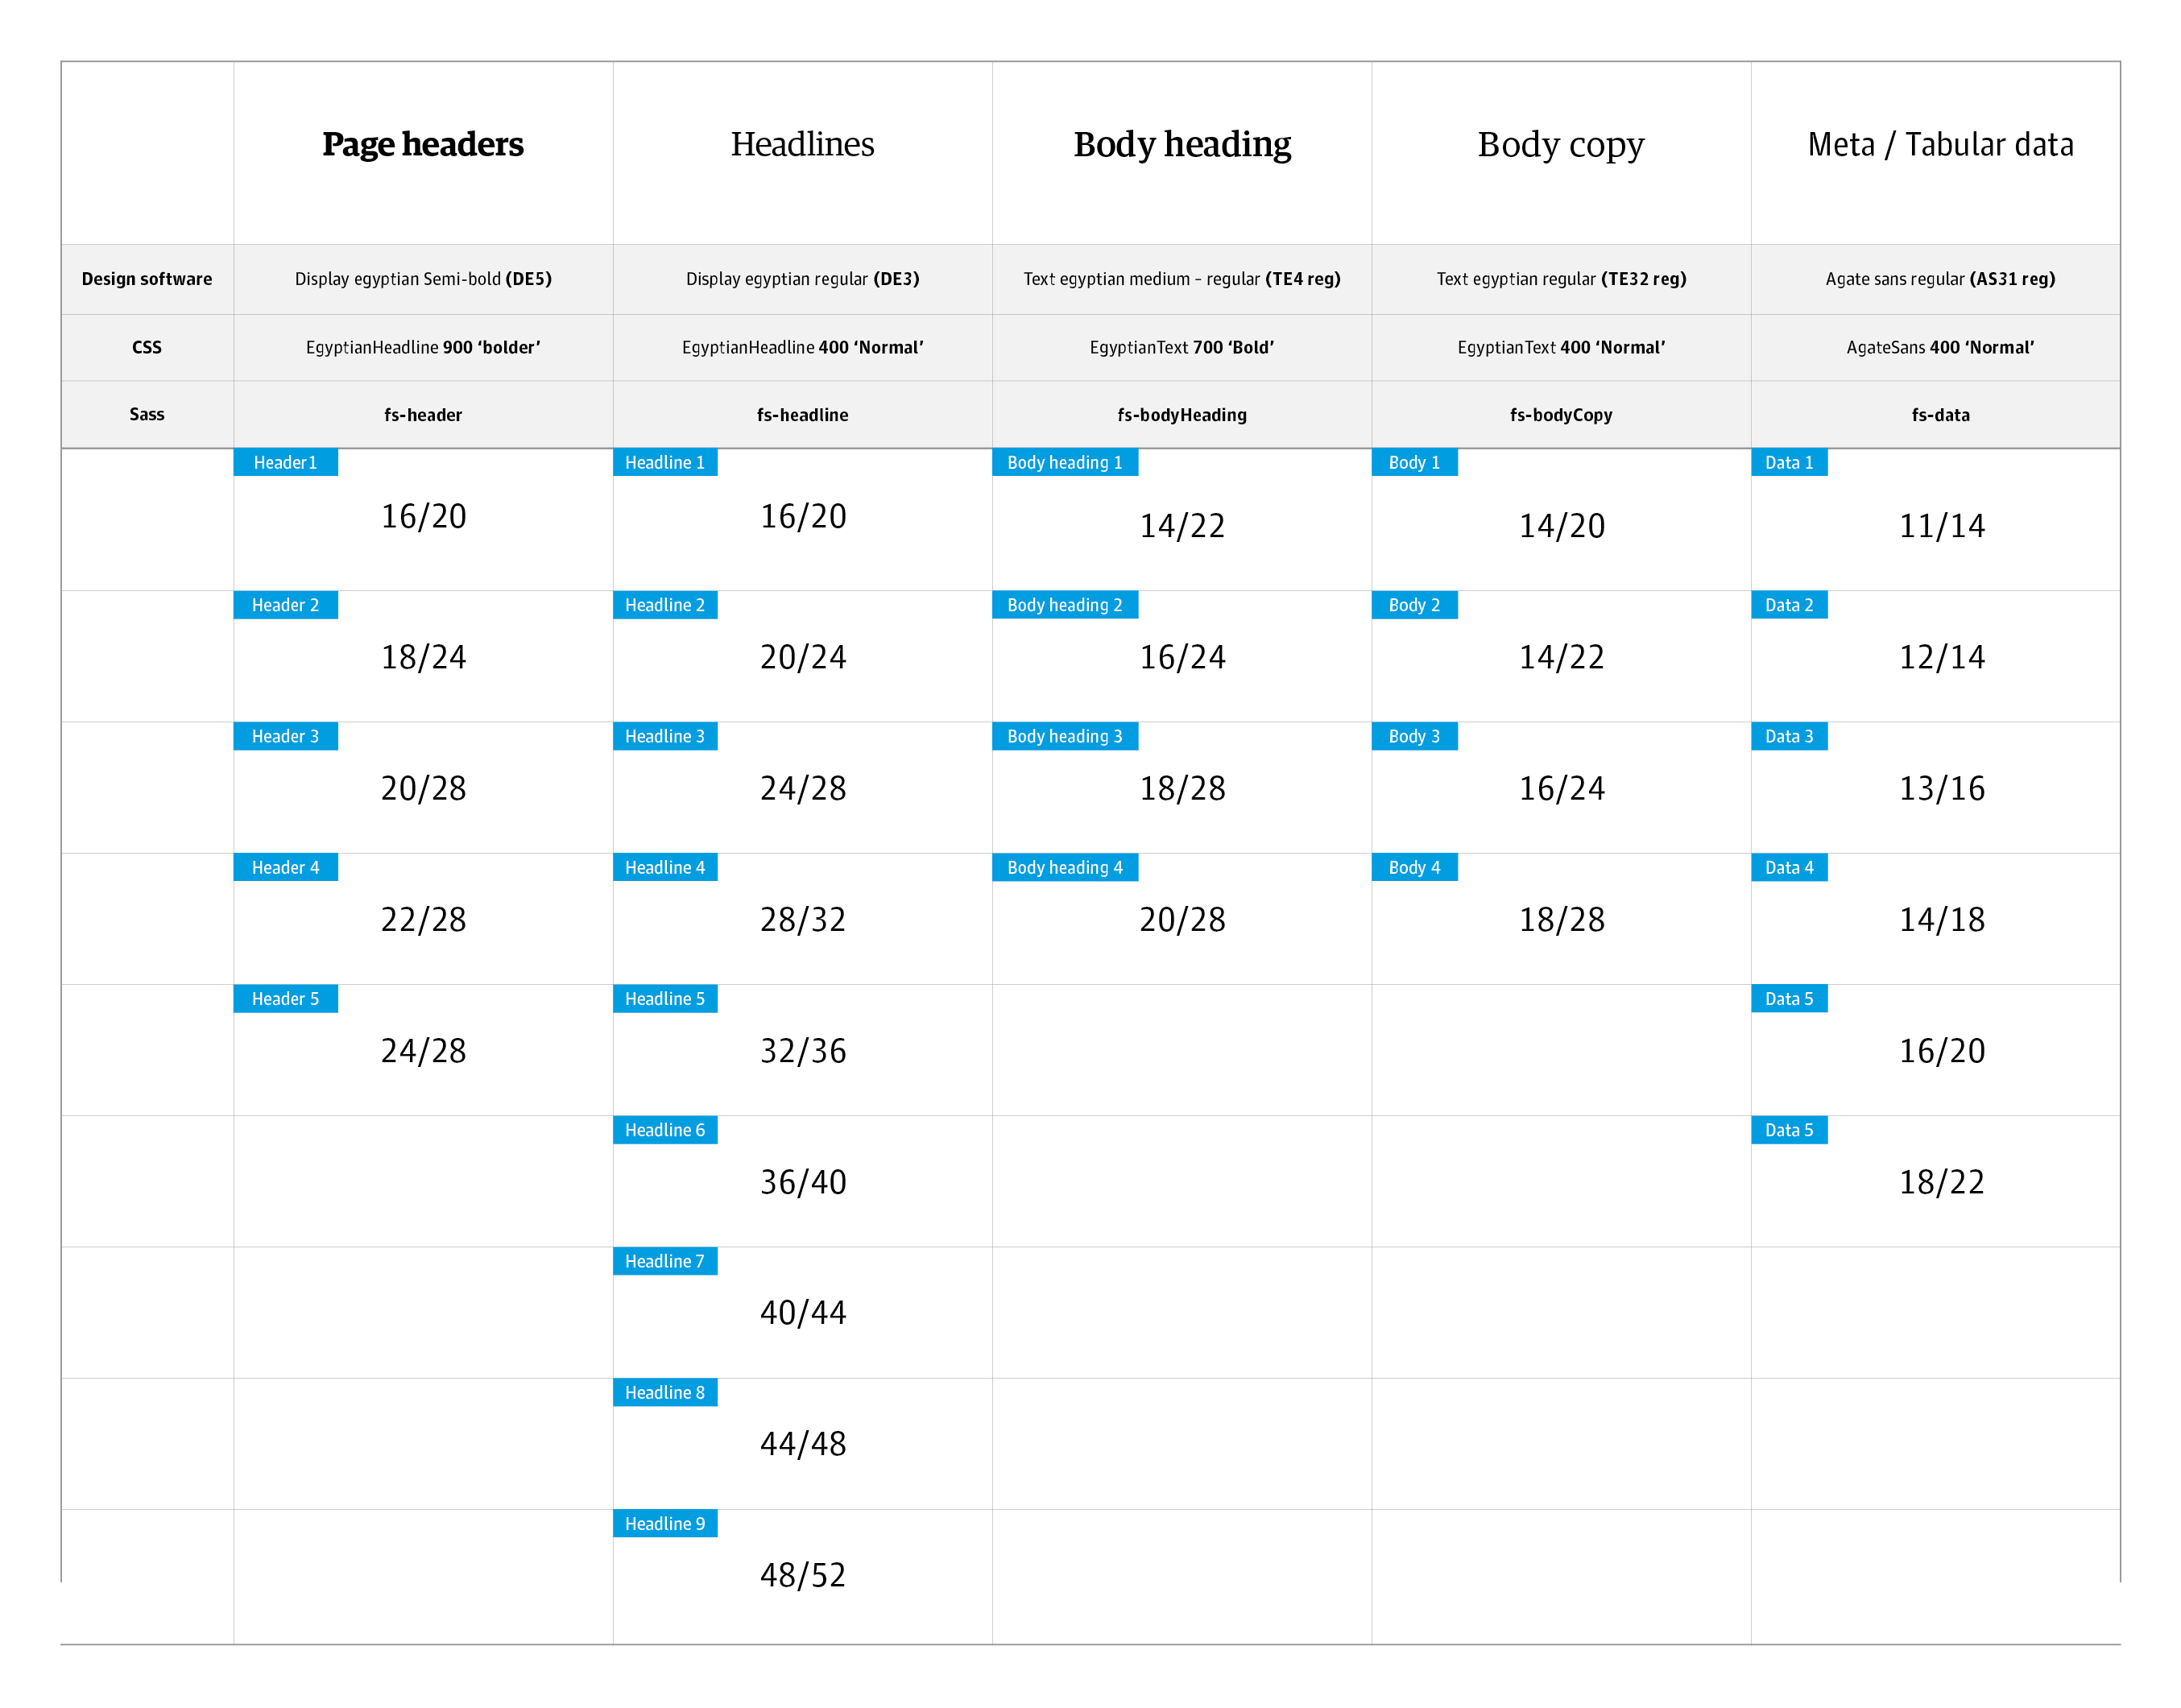 Page headers Headlines Body heading Body copy Meta / Tabular data
Design software Display egyptian Semi-bold (DE5) Display egyptian regular (DE3) Text egyptian medium - regular (TE4 reg) Text egyptian regular (TE32 reg) Agate sans regular (AS31 reg)
CSS EgyptianHeadline 900 ‘bolder’ EgyptianHeadline 400 ‘Normal’ EgyptianText 700 ‘Bold’ EgyptianText 400 ‘Normal’ AgateSans 400 ‘Normal’
Sass fs-header fs-headline fs-bodyHeading fs-bodyCopy fs-data
Header1 Headline 1 Body heading 1 Body 1 Data 1
16/20 16/20 14/22 14/20 11/14
Header 2 Headline 2 Body heading 2 Body 2 Data 2
18/24 20/24 16/24 14/22 12/14
Header 3 Headline 3 Body heading 3 Body 3 Data 3
20/28 24/28 18/28 16/24 13/16
Header 4 Headline 4 Body heading 4 Body 4 Data 4
22/28 28/32 20/28 18/28 14/18
Header 5 Headline 5 Data 5
24/28 32/36 16/20
Headline 6 Data 5
36/40 18/22
Headline 7
40/44
Headline 8
44/48
Headline 9
48/52